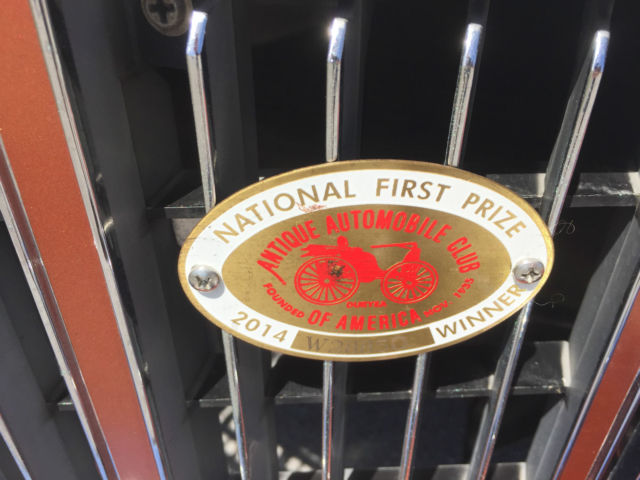 NATIONAL FIRST PRIZE
ANTIQUE AUTOMOBILE CLUB
OF AMERICA
FOUNDED
DURYEA
NOV. 1935
2014
WINNER